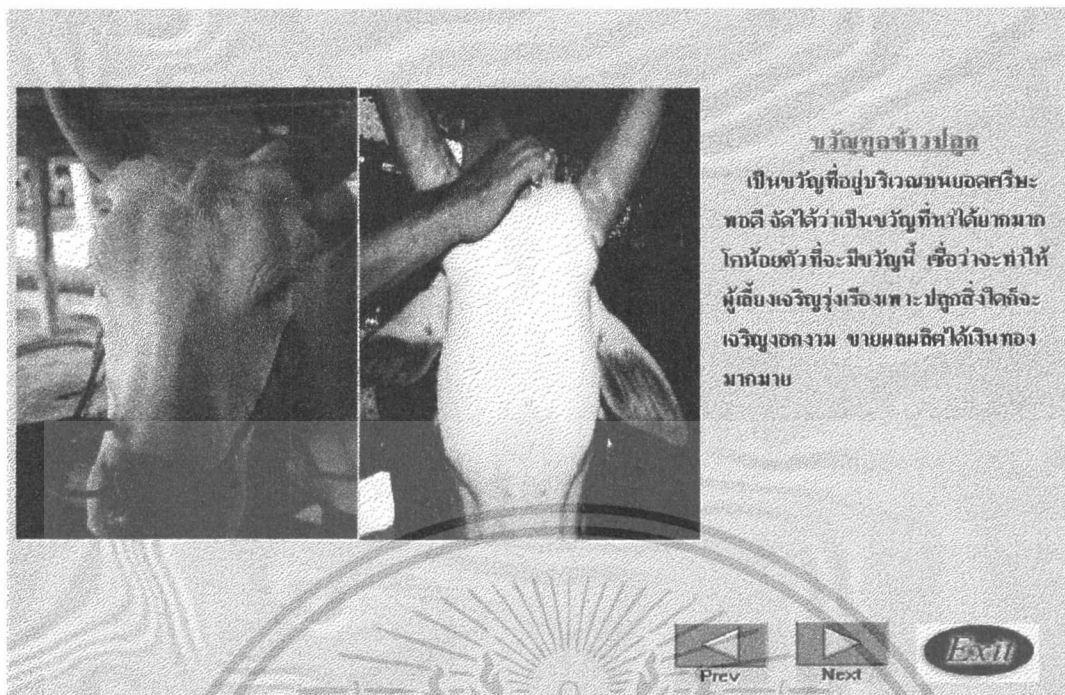 ขวัญทูลข้าวปลูก
เป็นขวัญที่อยู่บริเวณบนยอดศรีษะ
พอดี จัดได้ว่าเป็นขวัญที่หาได้ยากมาก
โคน้อยตัวที่จะมีขวัญนี้ เชื่อว่าจะทำให้
ผู้เลี้ยงเจริญรุ่งเรืองเพาะปลูกสิ่งใดก็จะ
เจริญงอกงาม ขายผลผลิตได้เงินทอง
มากมาย
Prev
Next
Exit